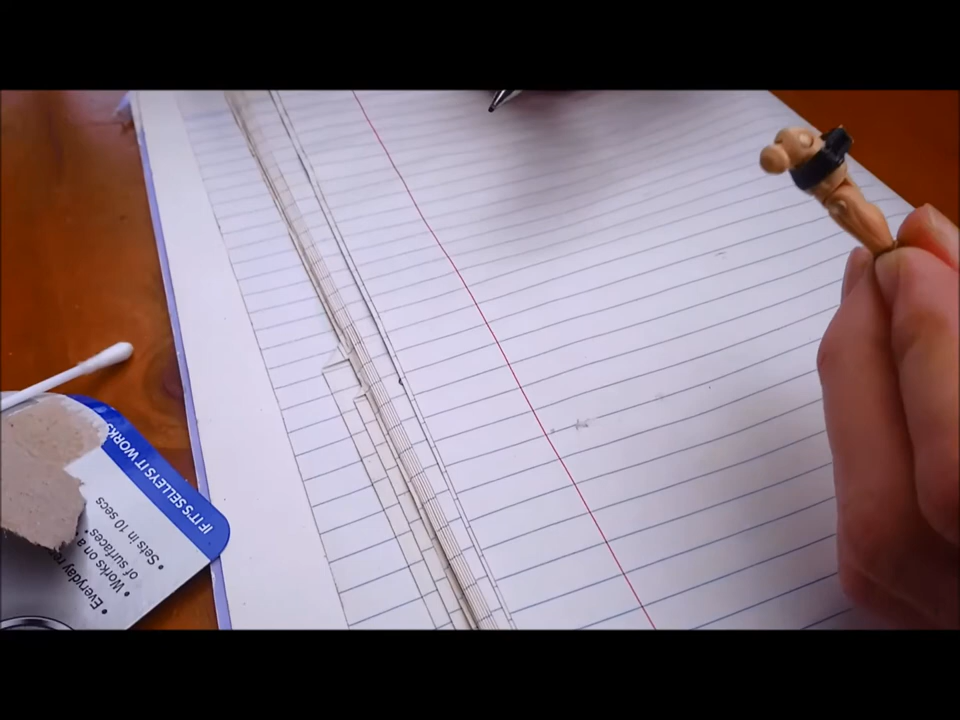 IF IT'S SELLEYS IT WORKS
• Sets in 10 secs
• Works on a
of surfaces*
• Everyday r